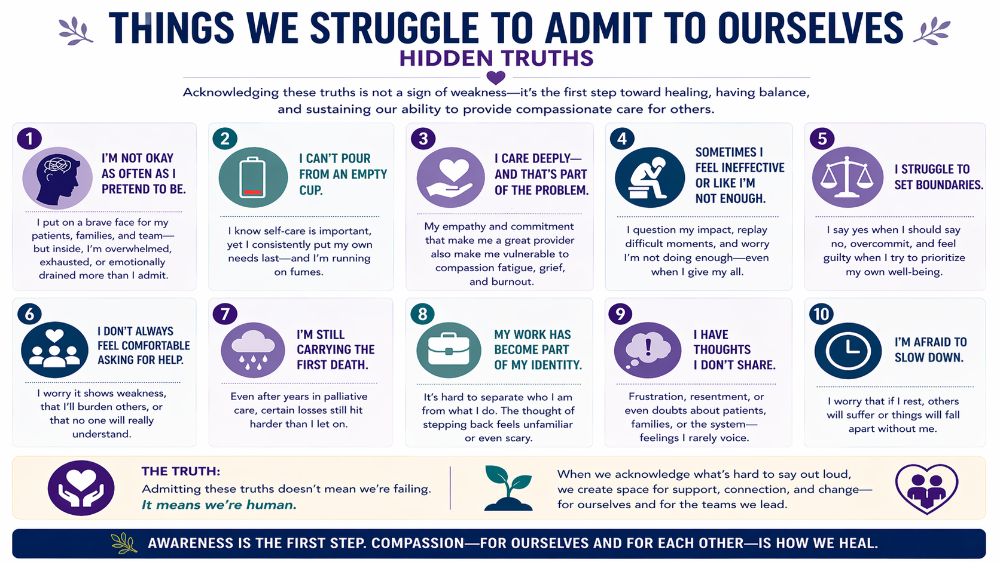 THINGS WE STRUGGLE TO ADMIT TO OURSELVES
HIDDEN TRUTHS
Acknowledging these truths is not a sign of weakness—it's the first step toward healing, having balance,
and sustaining our ability to provide compassionate care for others.
1
I'M NOT OKAY
AS OFTEN AS I
PRETEND TO BE.
I put on a brave face for my
patients, families, and team—
but inside, I'm overwhelmed,
exhausted, or emotionally
drained more than I admit.
2
I CAN'T POUR
FROM AN EMPTY
CUP.
I know self-care is important,
yet I consistently put my own
needs last—and I'm running
on fumes.
3
I CARE DEEPLY—
AND THAT'S PART
OF THE PROBLEM.
My empathy and commitment
that make me a great provider
also make me vulnerable to
compassion fatigue, grief,
and burnout.
4
SOMETIMES I
FEEL INEFFECTIVE
OR LIKE I'M
NOT ENOUGH.
I question my impact, replay
difficult moments, and worry
I'm not doing enough—even
when I give my all.
5
I STRUGGLE TO
SET BOUNDARIES.
I say yes when I should say
no, overcommit, and feel
guilty when I try to prioritize
my own well-being.
6
I DON'T ALWAYS
FEEL COMFORTABLE
ASKING FOR HELP.
I worry it shows weakness,
that I'll burden others, or
that no one will really
understand.
7
I'M STILL
CARRYING THE
FIRST DEATH.
Even after years in palliative
care, certain losses still hit
harder than I let on.
8
MY WORK HAS
BECOME PART
OF MY IDENTITY.
It's hard to separate who I am
from what I do. The thought of
stepping back feels unfamiliar
or even scary.
9
I HAVE
THOUGHTS
I DON'T SHARE.
Frustration, resentment, or
even doubts about patients,
families, or the system—
feelings I rarely voice.
10
I'M AFRAID TO
SLOW DOWN.
I worry that if I rest, others
will suffer or things will fall
apart without me.
THE TRUTH:
Admitting these truths doesn't mean we're failing.
It means we're human.
When we acknowledge what's hard to say out loud,
we create space for support, connection, and change—
for ourselves and for the teams we lead.
AWARENESS IS THE FIRST STEP. COMPASSION—FOR OURSELVES AND FOR EACH OTHER—IS HOW WE HEAL.